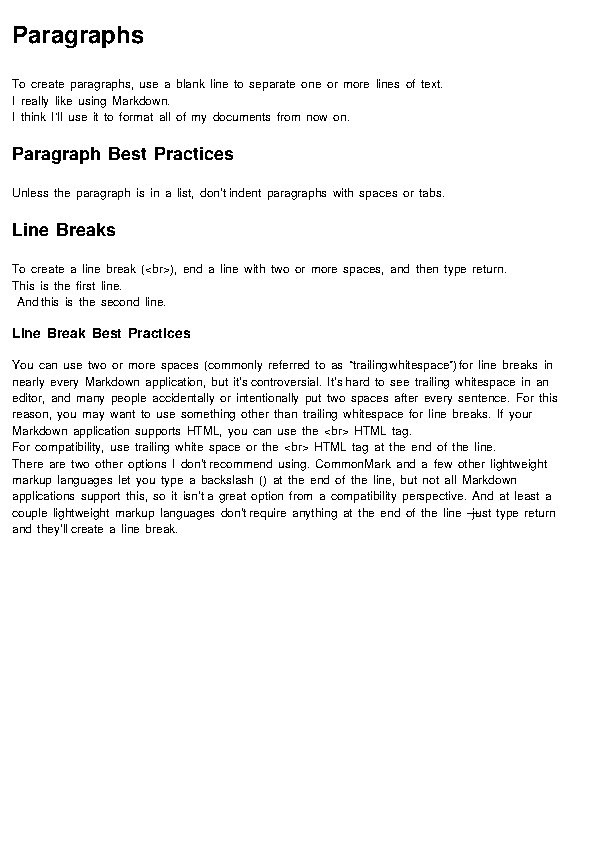 Paragraphs
To create paragraphs, use a blank line to separate one or more lines of text.
I really like using Markdown.
I think I'll use it to format all of my documents from now on.
Paragraph Best Practices
Unless the paragraph is in a list, don't indent paragraphs with spaces or tabs.
Line Breaks
To create a line break (<br>), end a line with two or more spaces, and then type return.
This is the first line.
And this is the second line.
Line Break Best Practices
You can use two or more spaces (commonly referred to as “trailing whitespace”) for line breaks in
nearly every Markdown application, but it's controversial. It's hard to see trailing whitespace in an
editor, and many people accidentally or intentionally put two spaces after every sentence. For this
reason, you may want to use something other than trailing whitespace for line breaks. If your
Markdown application supports HTML, you can use the <br> HTML tag.
For compatibility, use trailing white space or the <br> HTML tag at the end of the line.
There are two other options I don't recommend using. CommonMark and a few other lightweight
markup languages let you type a backslash () at the end of the line, but not all Markdown
applications support this, so it isn't a great option from a compatibility perspective. And at least a
couple lightweight markup languages don't require anything at the end of the line —just type return
and they'll create a line break.